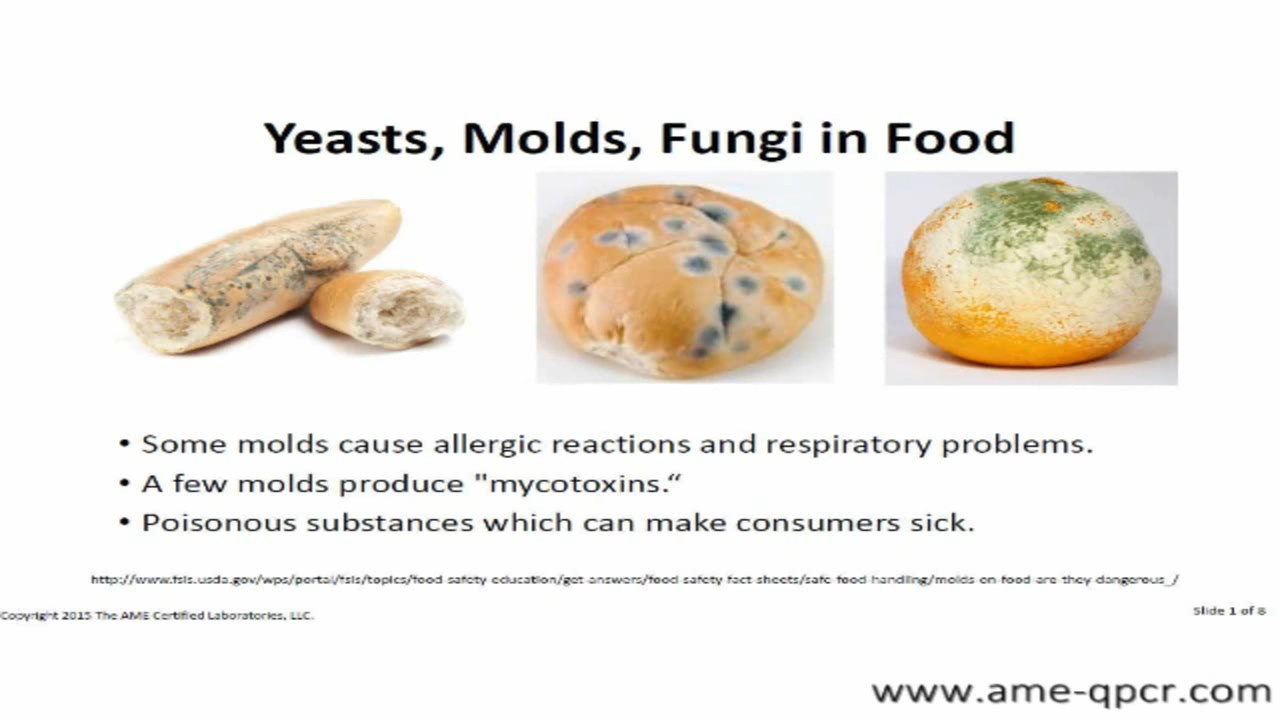 Yeasts, Molds, Fungi in Food
• Some molds cause allergic reactions and respiratory problems.
• A few molds produce "mycotoxins.“
• Poisonous substances which can make consumers sick.
http://www.fsis.usda.gov/wps/portal/fsis/topics/food-safety-education/get-answers/food-safety-fact-sheets/safe-food-handling/molds-on-food-are-they-dangerous_/
Copyright 2015 The AME Certified Laboratories, LLC.
Slide 1 of 8
www.ame-qpcr.com